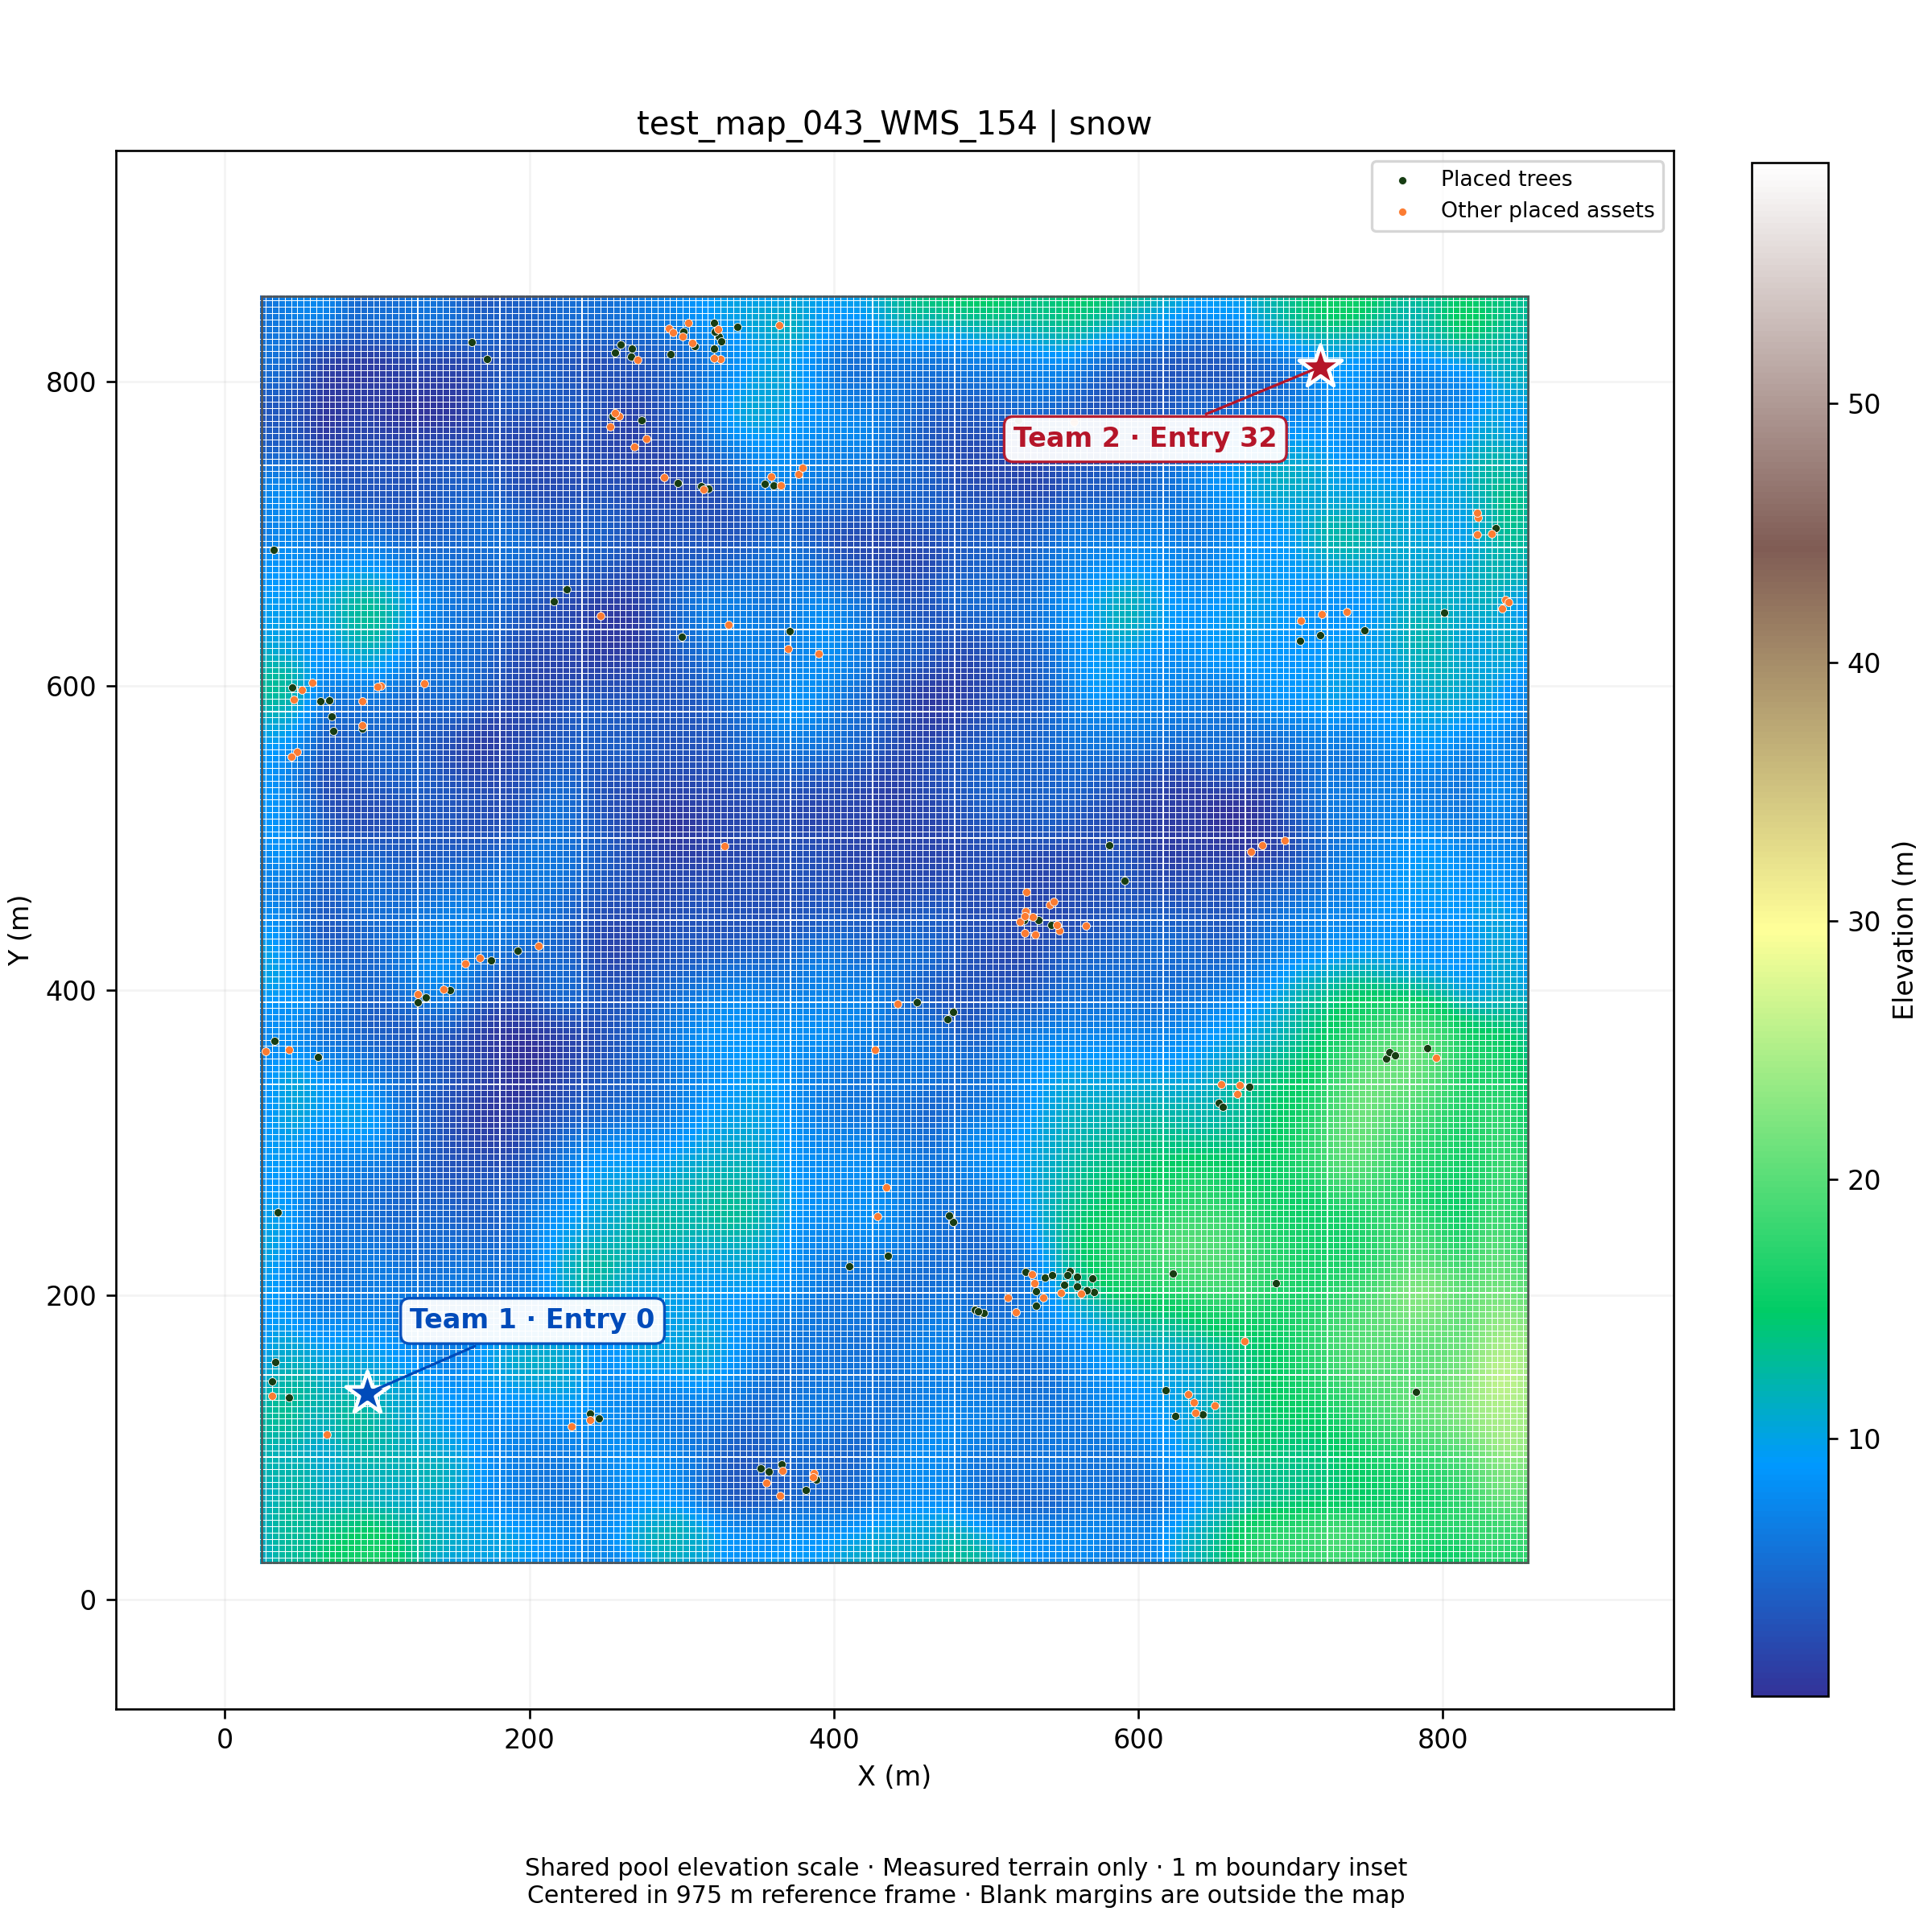 test_map_043_WMS_154 | snow
Placed trees
Other placed assets
Team 2 · Entry 32
Team 1 · Entry 0
800
600
400
200
0
Y (m)
0
200
400
600
800
X (m)
50
40
30
20
10
Elevation (m)
Shared pool elevation scale · Measured terrain only · 1 m boundary inset
Centered in 975 m reference frame · Blank margins are outside the map